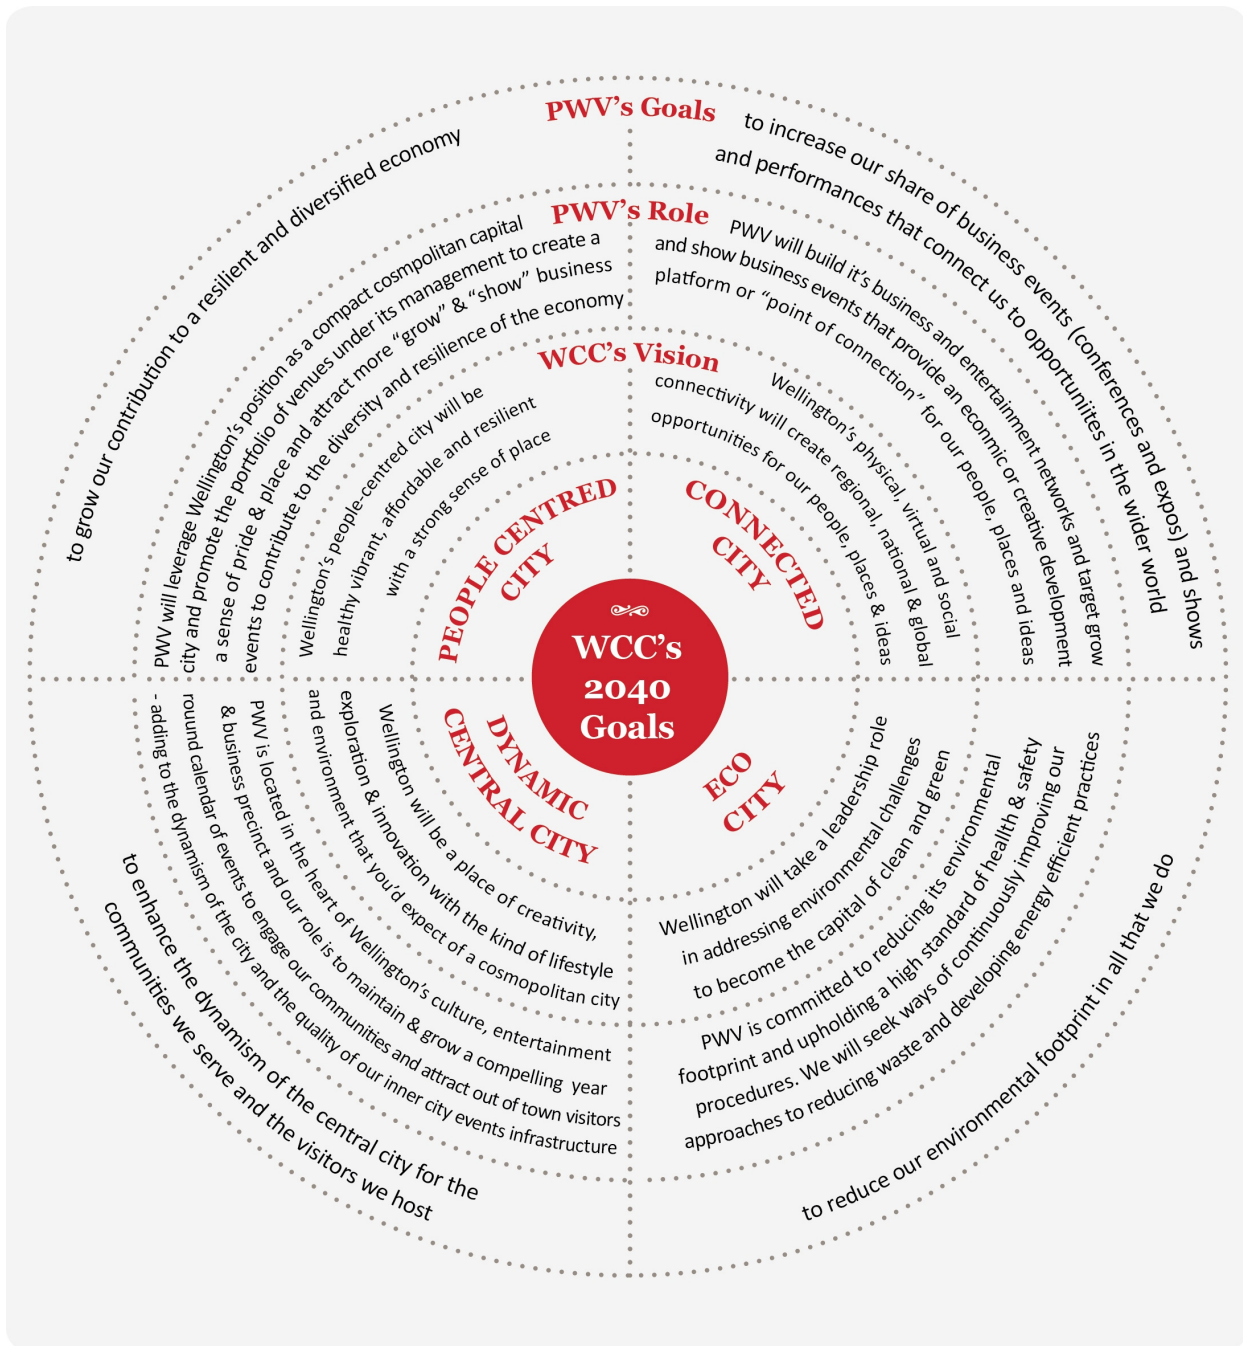 PWV's Goals
to grow our contribution to a resilient and diversified economy
to increase our share of business events (conferences and expos) and shows
and performances that connect us to opportuniites in the wider world
PWV's Role
PWV will leverage Wellington's position as a compact cosmpolitan capital
city and promote the portfolio of venues under its management to create a
a sense of pride & place and attract more "grow" & "show" business
events to contribute to the diversity and resilience of the economy
PWV will build it's business and entertainment networks and target grow
and show business events that provide an econmic or creative development
platform or "point of connection" for our people, places and ideas
WCC's Vision
Wellington's people-centred city will be
healthy vibrant, affordable and resilient
with a strong sense of place
Wellington's physical, virtual and social
connectivity will create regional, national & global
opportunities for our people, places & ideas
PEOPLE CENTRED
CITY
CONNECTED
CITY
WCC's
2040
Goals
DYNAMIC
CENTRAL CITY
ECO
CITY
Wellington will be a place of creativity,
exploration & innovation with the kind of lifestyle
and environment that you'd expect of a cosmopolitan city
Wellington will take a leadership role
in addressing environmental challenges
to become the capital of clean and green
PWV is located in the heart of Wellington's culture, entertainment
& business precinct and our role is to maintain & grow a compelling year
round calendar of events to engage our communities and attract out of town visitors
- adding to the dynamism of the city and the quality of our inner city events infrastructure
PWV is committed to reducing its environmental
footprint and upholding a high standard of health & safety
procedures. We will seek ways of continuously improving our
approaches to reducing waste and developing energy efficient practices
to enhance the dynamism of the central city for the
communities we serve and the visitors we host
to reduce our environmental footprint in all that we do